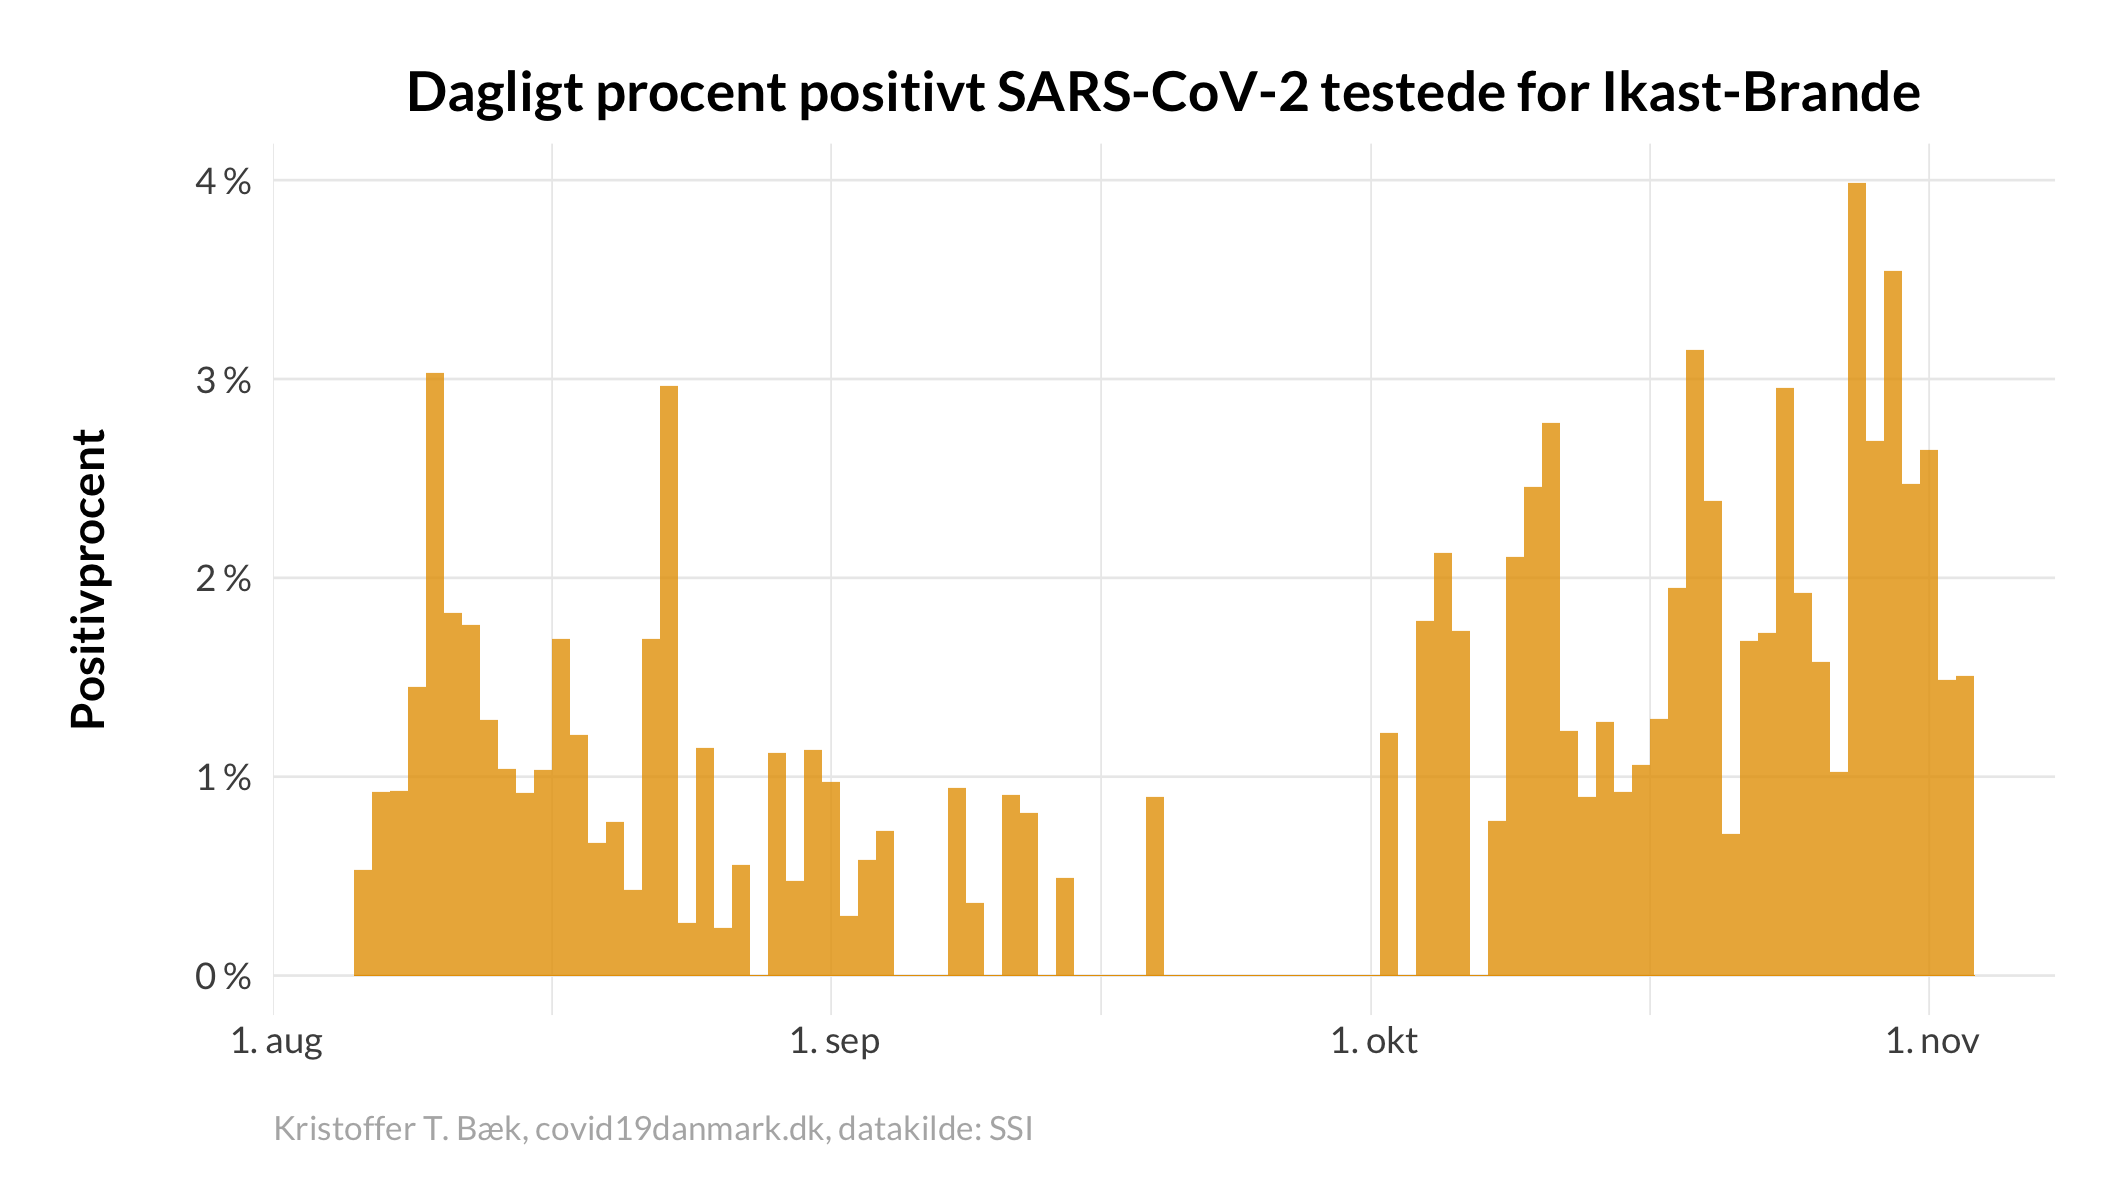 Dagligt procent positivt SARS-CoV-2 testede for Ikast-Brande
4 %
3 %
2 %
1 %
0 %
Positivprocent
1. aug
1. sep
1. okt
1. nov
Kristoffer T. Bæk, covid19danmark.dk, datakilde: SSI